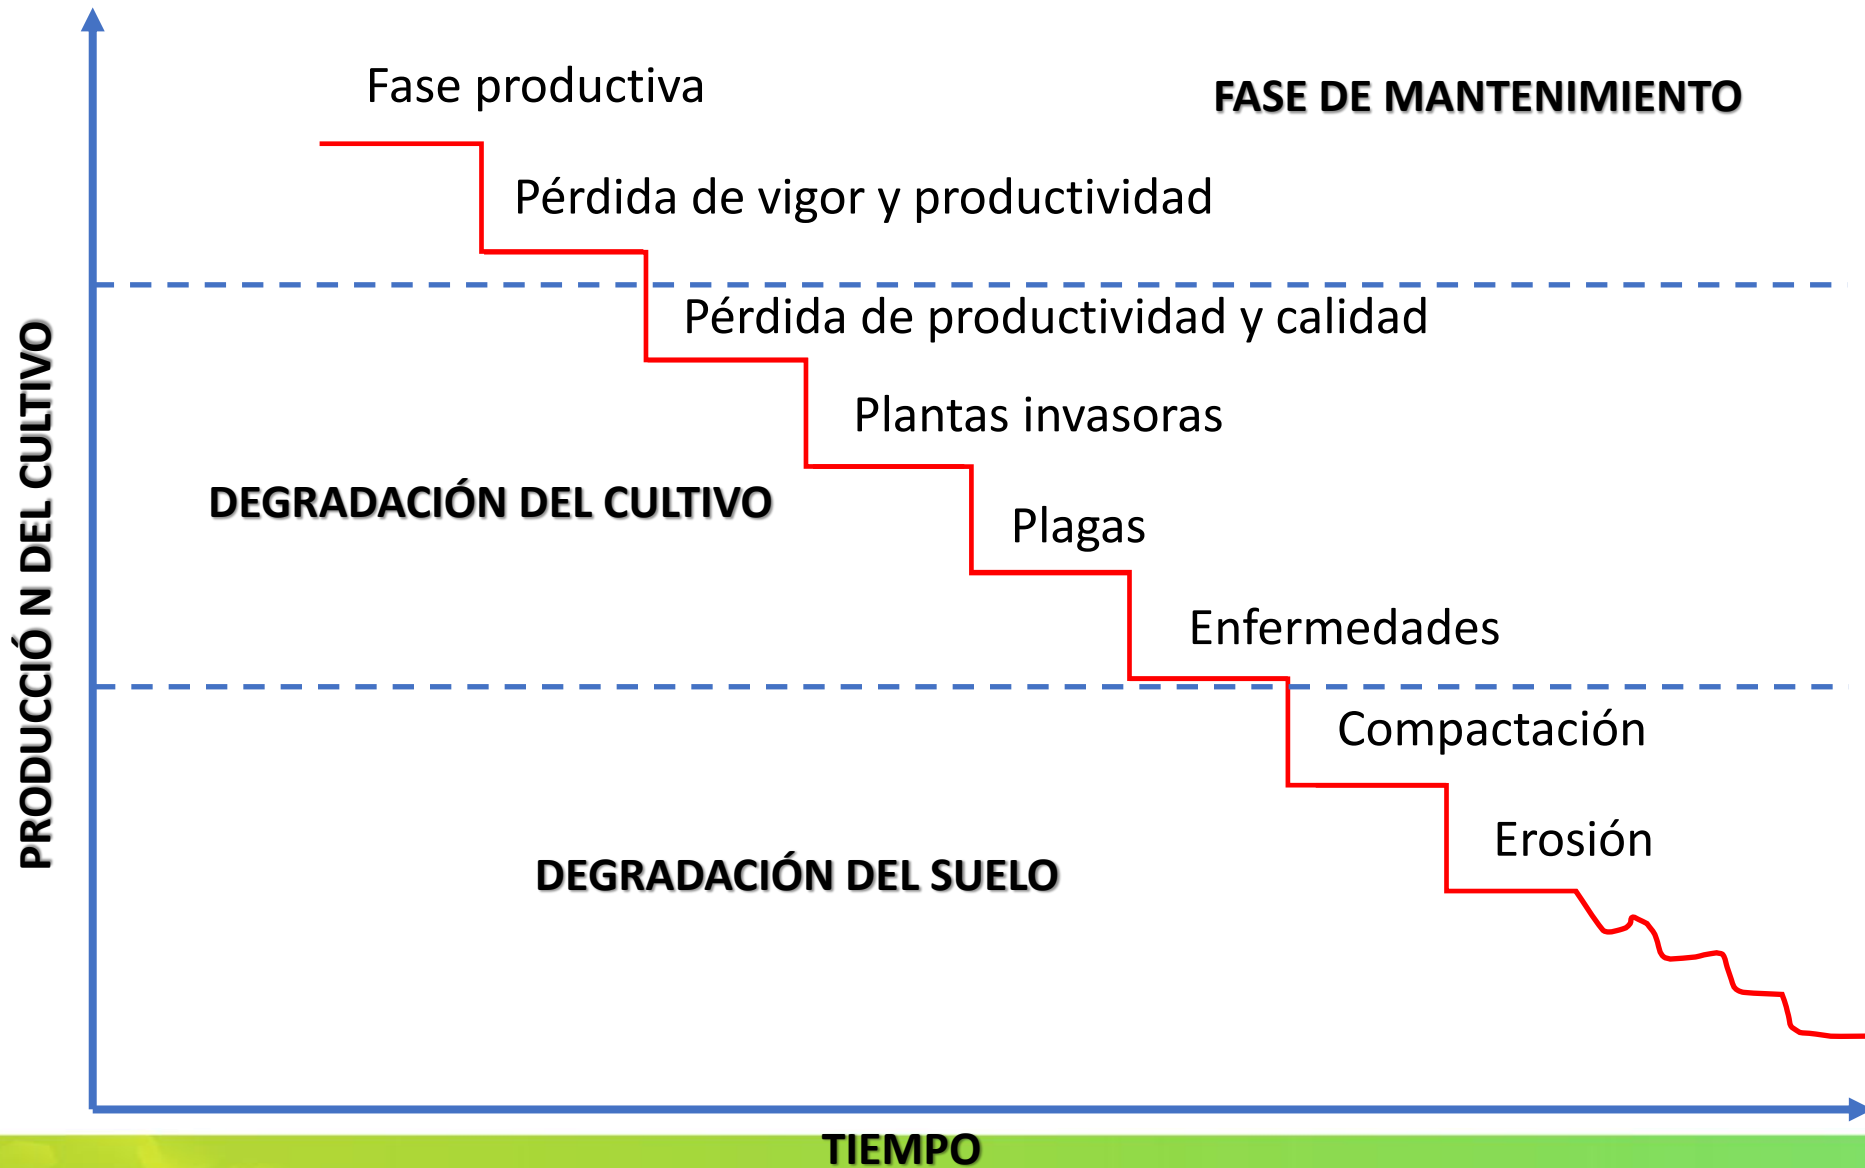 Fase productiva
FASE DE MANTENIMIENTO
Pérdida de vigor y productividad
Pérdida de productividad y calidad
Plantas invasoras
DEGRADACIÓN DEL CULTIVO
Plagas
Enfermedades
Compactación
Erosión
DEGRADACIÓN DEL SUELO
PRODUCCIÓ N DEL CULTIVO
TIEMPO